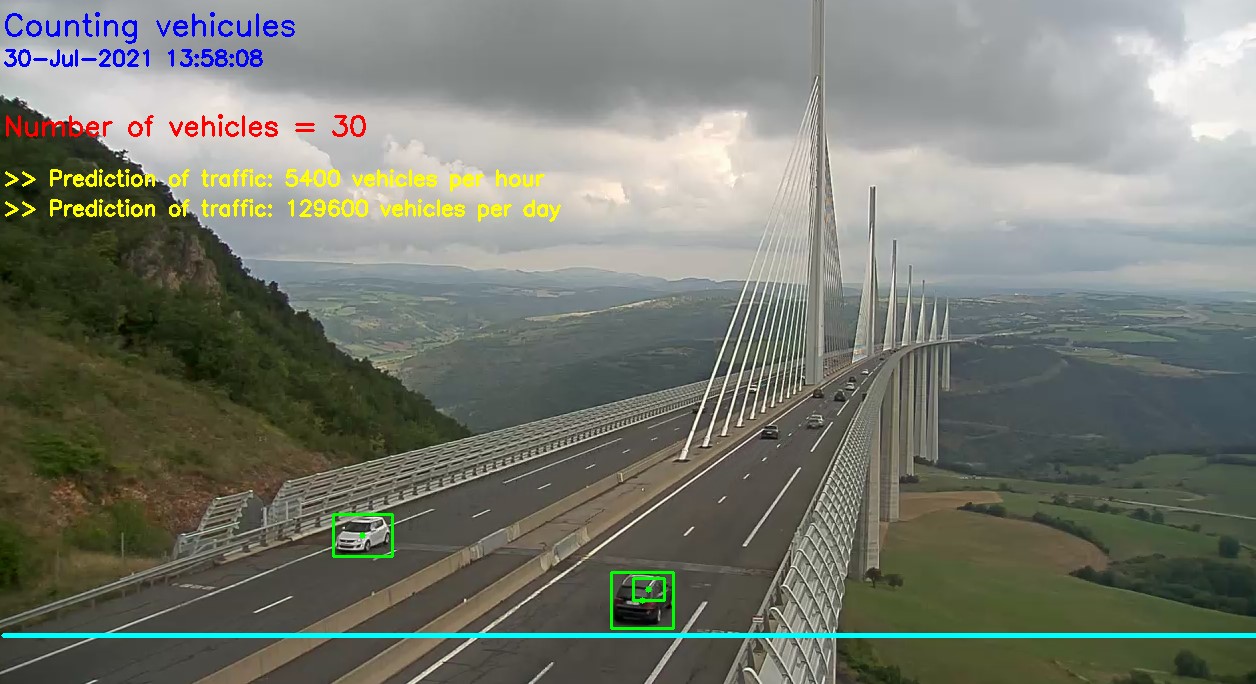 Counting vehicules
30-Jul-2021 13:58:08
Number of vehicles = 30
>> Prediction of traffic: 5400 vehicles per hour
>> Prediction of traffic: 129600 vehicles per day